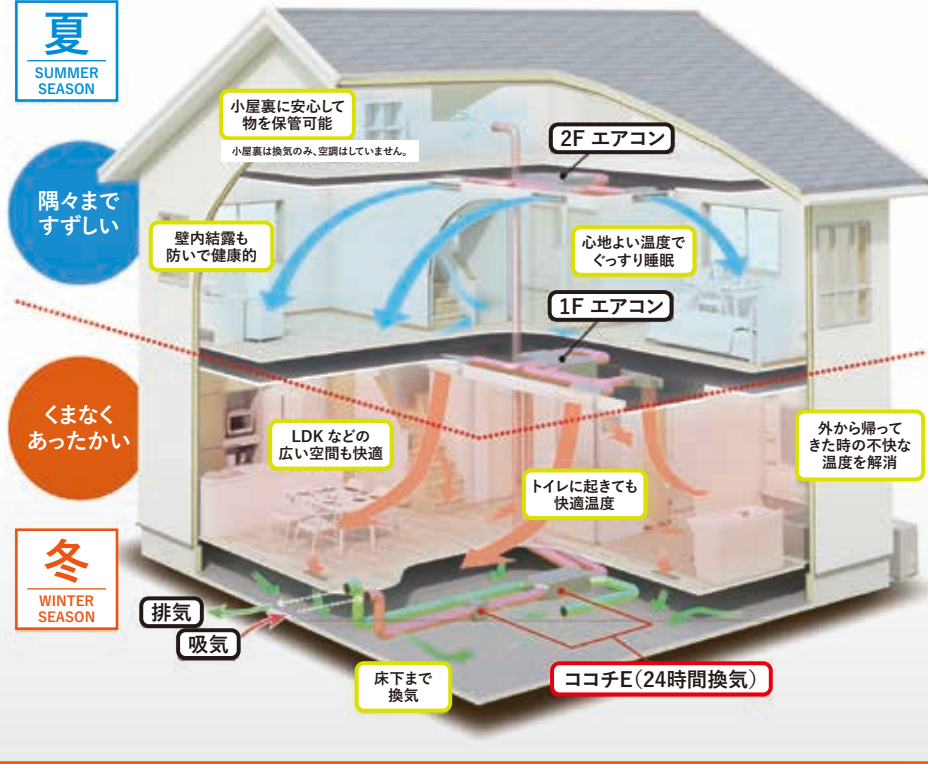 夏
SUMMER
SEASON
小屋裏に安心して
物を保管可能
小屋裏は換気のみ、空調はしていません。
2F エアコン
隅々まで
すずしい
壁内結露も
防いで健康的
心地よい温度で
ぐっすり睡眠
1F エアコン
くまなく
あったかい
LDK などの
広い空間も快適
外から帰って
きた時の不快な
温度を解消
トイレに起きても
快適温度
冬
WINTER
SEASON
排気
吸気
床下まで
換気
ココチE(24時間換気)